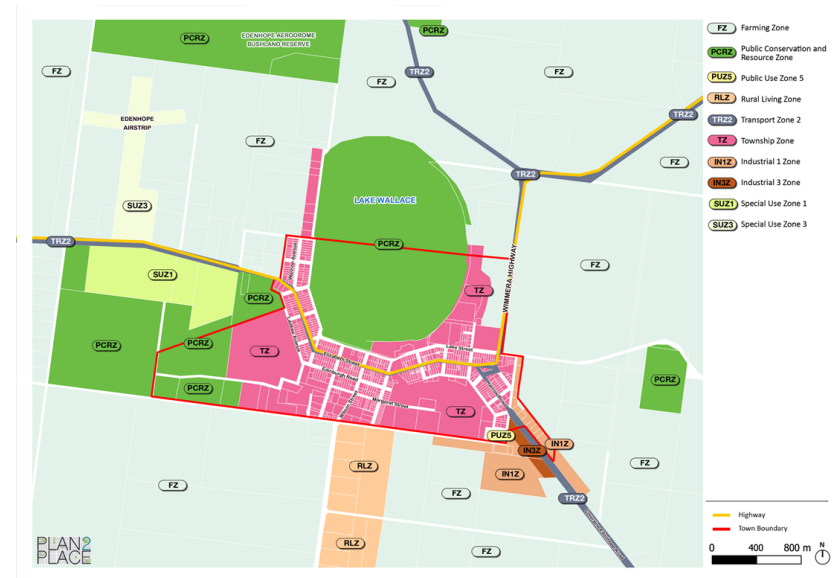 PCRZ
EDENHOPE AERODROME
BUSHLAND RESERVE
PCRZ
FZ
FZ
TRZ2
FZ
EDENHOPE
AIRSTRIP
TRZ2
FZ
FZ
TRZ2
LAKE WALLACE
SUZ3
TRZ2
PCRZ
WIMMERA HIGHWAY
FZ
SUZ1
PCRZ
TZ
PCRZ
PCRZ
TZ
Lake Street
Elizabeth Street
Edinburgh Road
PCRZ
PCRZ
Margaret Street
TZ
PUZ5
IN1Z
IN3Z
RLZ
FZ
IN1Z
FZ
FZ
TRZ2
RLZ
FZ
PLAN2
PLACE
FZ Farming Zone
PCRZ Public Conservation and
Resource Zone
PUZ5 Public Use Zone 5
RLZ Rural Living Zone
TRZ2 Transport Zone 2
TZ Township Zone
IN1Z Industrial 1 Zone
IN3Z Industrial 3 Zone
SUZ1 Special Use Zone 1
SUZ3 Special Use Zone 3
Highway
Town Boundary
0 400 800 m
N